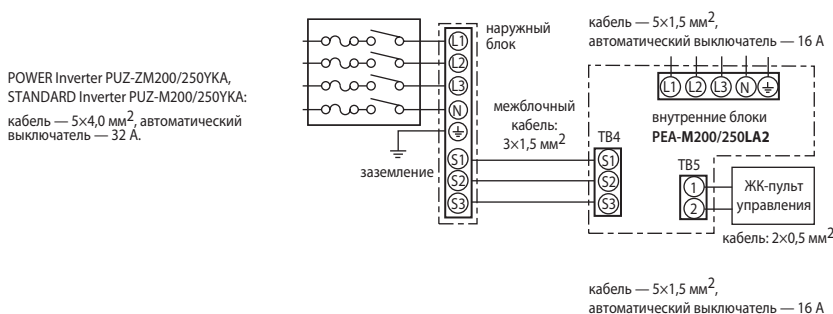 POWER Inverter PUZ-ZM200/250YKA,
STANDARD Inverter PUZ-M200/250YKA:
кабель — 5×4,0 мм², автоматический
выключатель — 32 А.
L1
L2
L3
N
S1
S2
S3
наружный
блок
заземление
межблочный
кабель:
3×1,5 мм²
кабель — 5×1,5 мм²,
автоматический выключатель — 16 А
L1 L2 L3 N
внутренние блоки
PEA-M200/250LA2
TB4
S1
S2
S3
TB5
1
2
ЖК-пульт
управления
кабель: 2×0,5 мм²
кабель — 5×1,5 мм²,
автоматический выключатель — 16 А